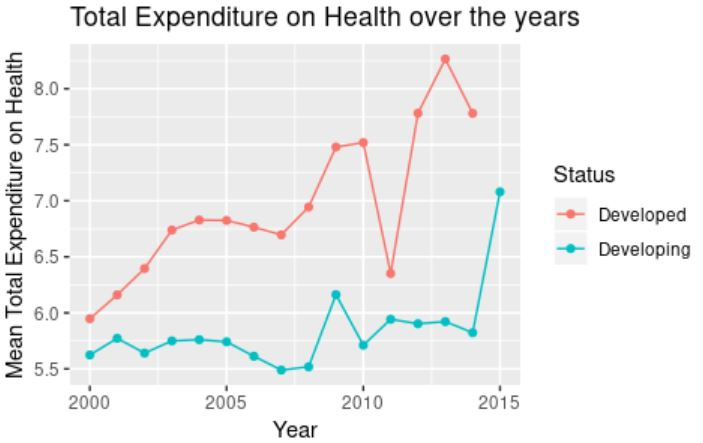 Total Expenditure on Health over the years
Mean Total Expenditure on Health
8.0
7.5
7.0
6.5
6.0
5.5
2000 2005 2010 2015
Year
Status
Developed
Developing